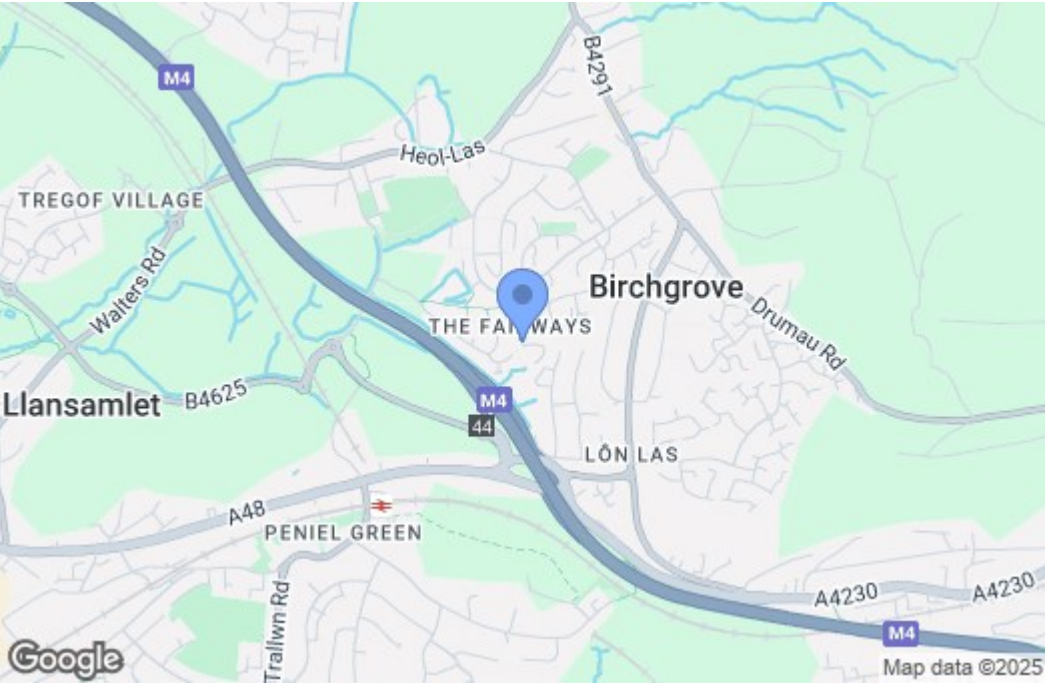 M4
B4291
Heol-Las
TREGOF VILLAGE
Walters Rd
Birchgrove
THE FAIRWAYS
Drumau Rd
B4625
Llansamlet
M4
44
LÔN LAS
A48
PENIEL GREEN
Trallwn Rd
A4230
A4230
M4
Google
Map data ©2025